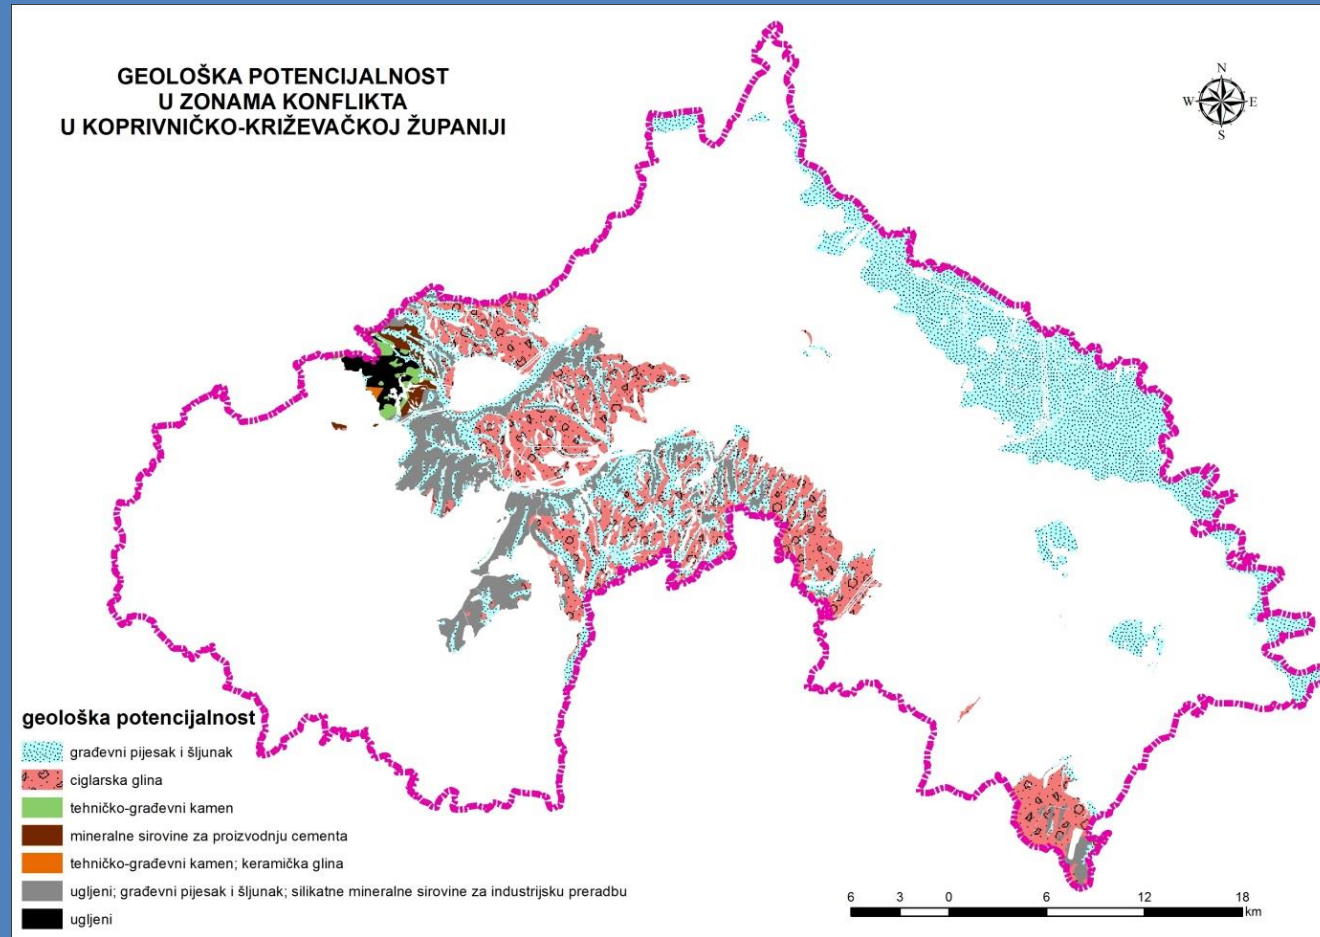 GEOLOŠKA POTENCIJALNOST
U ZONAMA KONFLIKTA
U KOPRIVNIČKO-KRIŽEVAČKOJ ŽUPANIJI
N
W E
S
geološka potencijalnost
građevni pijesak i šljunak
ciglarska glina
tehničko-građevni kamen
mineralne sirovine za proizvodnju cementa
tehničko-građevni kamen; keramička glina
ugljeni; građevni pijesak i šljunak; silikatne mineralne sirovine za industrijsku preradbu
ugljeni
6 3 0 6 12 18
km